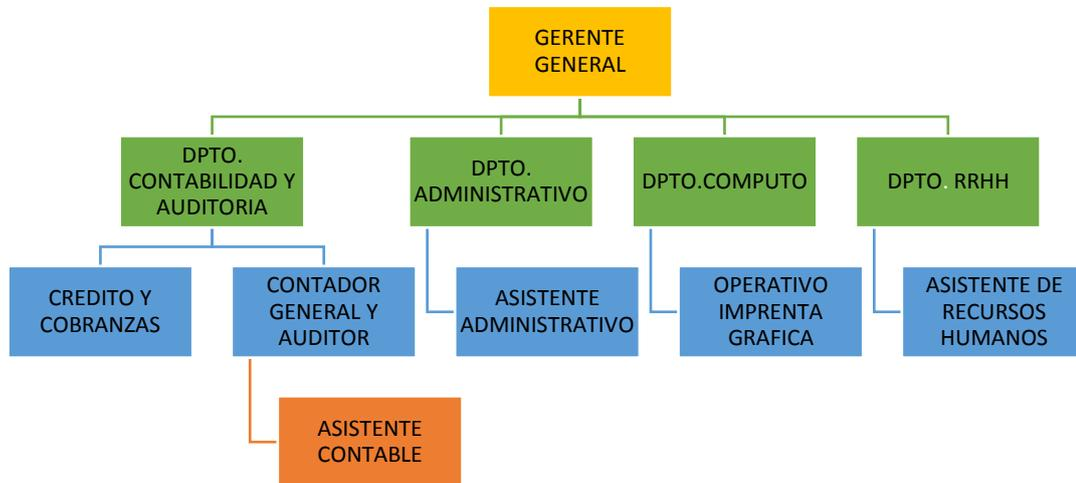 GERENTE
GENERAL
DPTO.
CONTABILIDAD Y
AUDITORIA
DPTO.
ADMINISTRATIVO
DPTO.COMPUTO
DPTO. RRHH
CREDITO Y
COBRANZAS
CONTADOR
GENERAL Y
AUDITOR
ASISTENTE
ADMINISTRATIVO
OPERATIVO
IMPRENTA
GRAFICA
ASISTENTE DE
RECURSOS
HUMANOS
ASISTENTE
CONTABLE